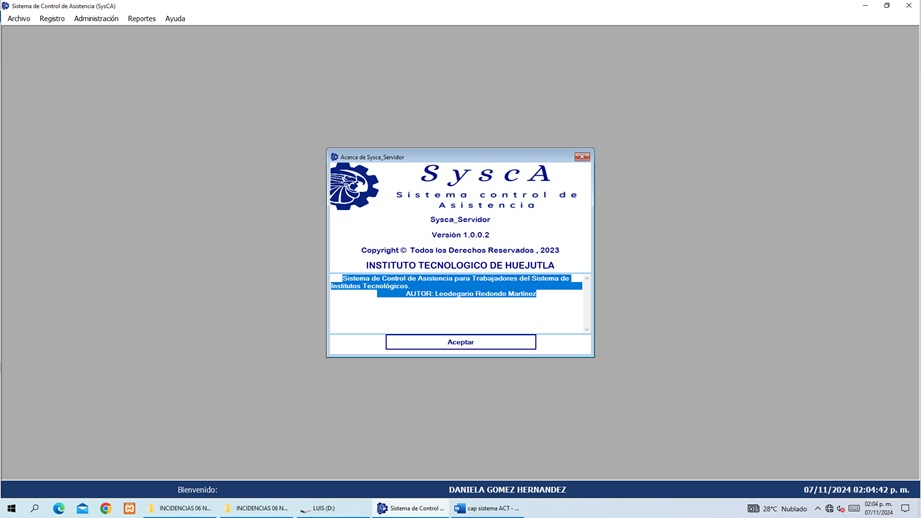 Sistema de Control de Asistencia (SysCA)
Archivo Registro Administración Reportes Ayuda
Acerca de Sysca_Servidor
SyscA
Sistema control de
Asistencia
Sysca_Servidor
Versión 1.0.0.2
Copyright © Todos los Derechos Reservados , 2023
INSTITUTO TECNOLOGICO DE HUEJUTLA
Sistema de Control de Asistencia para Trabajadores del Sistema de
Institutos Tecnológicos.
AUTOR: Leodegario Redondo Martínez
Aceptar
Bienvenido: DANIELA GOMEZ HERNANDEZ 07/11/2024 02:04:42 p. m.
INCIDENCIAS 06 N... INCIDENCIAS 06 N... LUIS (D:) Sistema de Control ... cap sistema ACT - ... 28°C Nublado 02:04 p. m.
07/11/2024